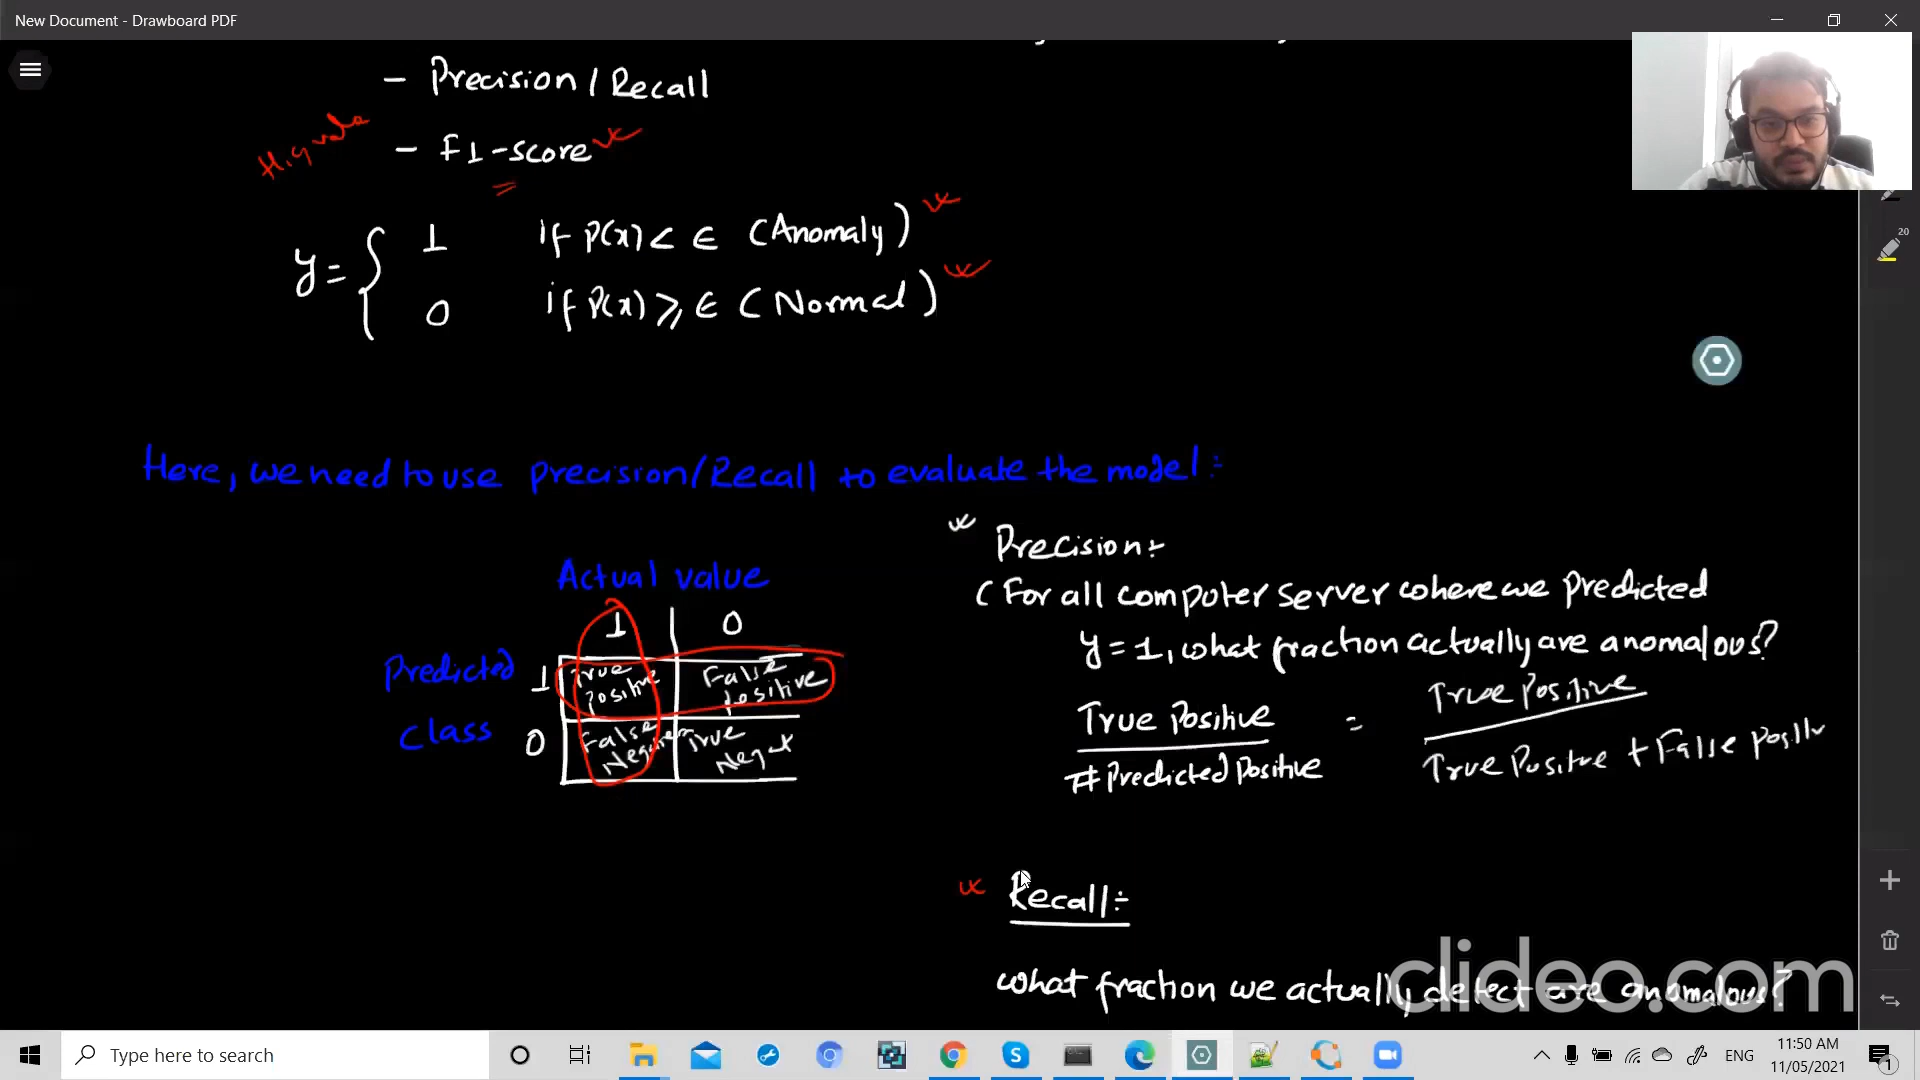 New Document - Drawboard PDF
- Precision / Recall
- F1-score
y = { 1 if P(x) < ∈ (Anomaly)
0 if P(x) ⩾ ∈ (Normal)
20
Here, we need to use precision/Recall to evaluate the model:
Actual value
1 0
Predicted 1 True Positive False Positive
Class 0 False True
Precision:
(For all computer server where we predicted
y = 1, what fraction actually are anomalous?
True Positive / # Predicted Positive = True Positive / True Positive + False
Recall:
what fraction we actually detect are anomalous?
clideo.com
Type here to search
ENG
11:50 AM
11/05/2021
1